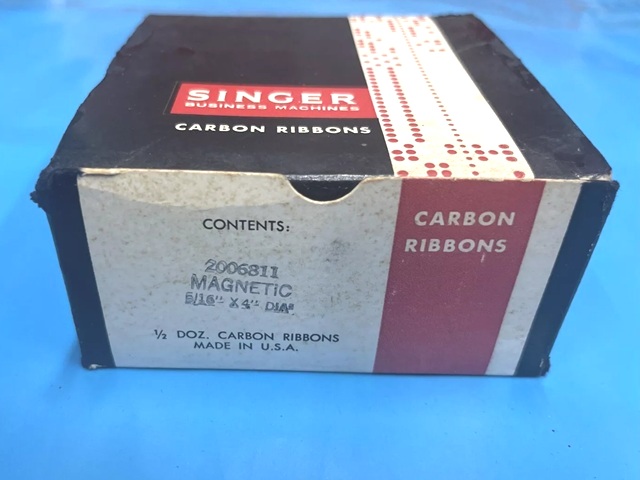 SINGER
BUSINESS MACHINES
CARBON RIBBONS
CONTENTS:
2006811
MAGNETIC
5/16" X 4" DIA
½ DOZ. CARBON RIBBONS
MADE IN U.S.A.
CARBON
RIBBONS